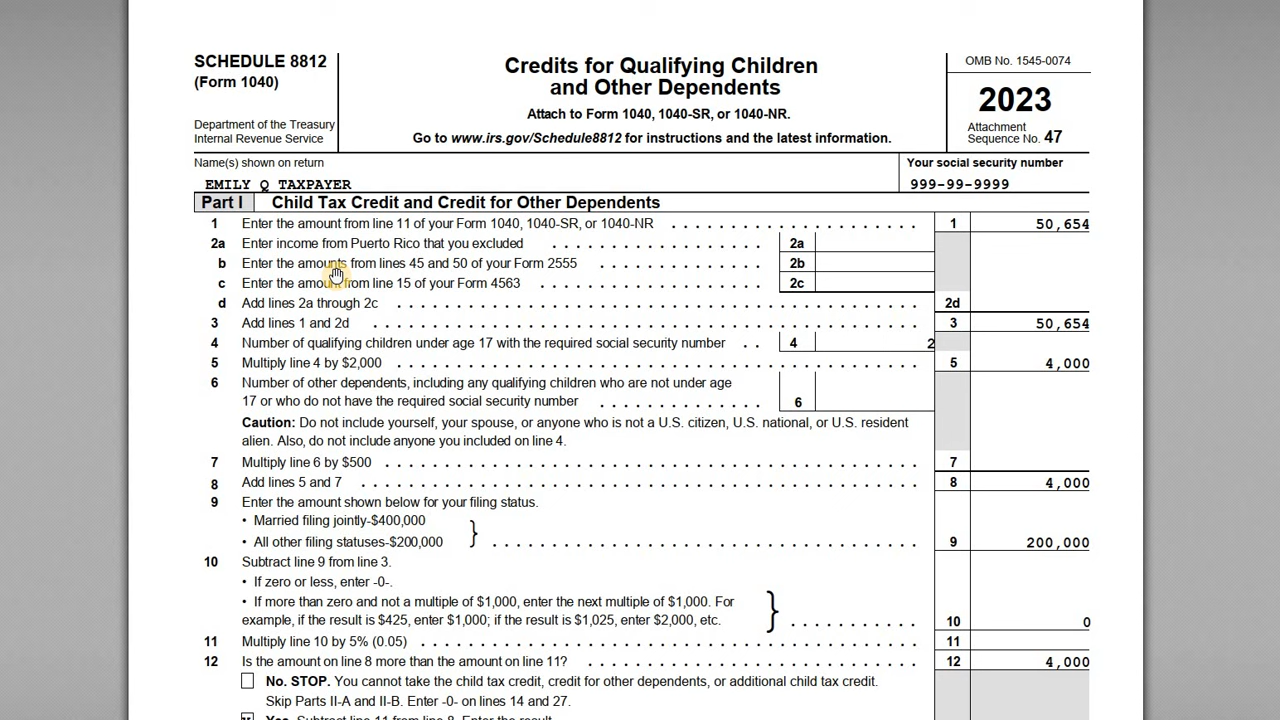 SCHEDULE 8812
(Form 1040)
Department of the Treasury
Internal Revenue Service
Credits for Qualifying Children
and Other Dependents
Attach to Form 1040, 1040-SR, or 1040-NR.
Go to www.irs.gov/Schedule8812 for instructions and the latest information.
OMB No. 1545-0074
2023
Attachment
Sequence No. 47
Name(s) shown on return
Your social security number
EMILY Q TAXPAYER
999-99-9999
Part I Child Tax Credit and Credit for Other Dependents
1 Enter the amount from line 11 of your Form 1040, 1040-SR, or 1040-NR . . . . . . . . . . . . . . . . . 1 50,654
2a Enter income from Puerto Rico that you excluded . . . . . . . . . . . . . . 2a
b Enter the amounts from lines 45 and 50 of your Form 2555 . . . . . . . . . . . 2b
c Enter the amount from line 15 of your Form 4563 . . . . . . . . . . . . . . . 2c
d Add lines 2a through 2c . . . . . . . . . . . . . . . . . . . . . . . . . . . . . . . . . . . 2d
3 Add lines 1 and 2d . . . . . . . . . . . . . . . . . . . . . . . . . . . . . . . . . . . . . 3 50,654
4 Number of qualifying children under age 17 with the required social security number . . 4 2
5 Multiply line 4 by $2,000 . . . . . . . . . . . . . . . . . . . . . . . . . . . . . . . . . . . 5 4,000
6 Number of other dependents, including any qualifying children who are not under age
17 or who do not have the required social security number . . . . . . . . . . . 6
Caution: Do not include yourself, your spouse, or anyone who is not a U.S. citizen, U.S. national, or U.S. resident
alien. Also, do not include anyone you included on line 4.
7 Multiply line 6 by $500 . . . . . . . . . . . . . . . . . . . . . . . . . . . . . . . . . . . . 7
8 Add lines 5 and 7 . . . . . . . . . . . . . . . . . . . . . . . . . . . . . . . . . . . . . . 8 4,000
9 Enter the amount shown below for your filing status.
• Married filing jointly-$400,000
• All other filing statuses-$200,000 } . . . . . . . . . . . . . . . . . . . . . . . . . . . . . 9 200,000
10 Subtract line 9 from line 3.
• If zero or less, enter -0-.
• If more than zero and not a multiple of $1,000, enter the next multiple of $1,000. For
example, if the result is $425, enter $1,000; if the result is $1,025, enter $2,000, etc. } . . . . . . . . . . . 10 0
11 Multiply line 10 by 5% (0.05) . . . . . . . . . . . . . . . . . . . . . . . . . . . . . . . . . 11
12 Is the amount on line 8 more than the amount on line 11? . . . . . . . . . . . . . . . . . . . . . . . 12 4,000
No. STOP. You cannot take the child tax credit, credit for other dependents, or additional child tax credit.
Skip Parts II-A and II-B. Enter -0- on lines 14 and 27.
Yes. Subtract line 11 from line 8. Enter the result.